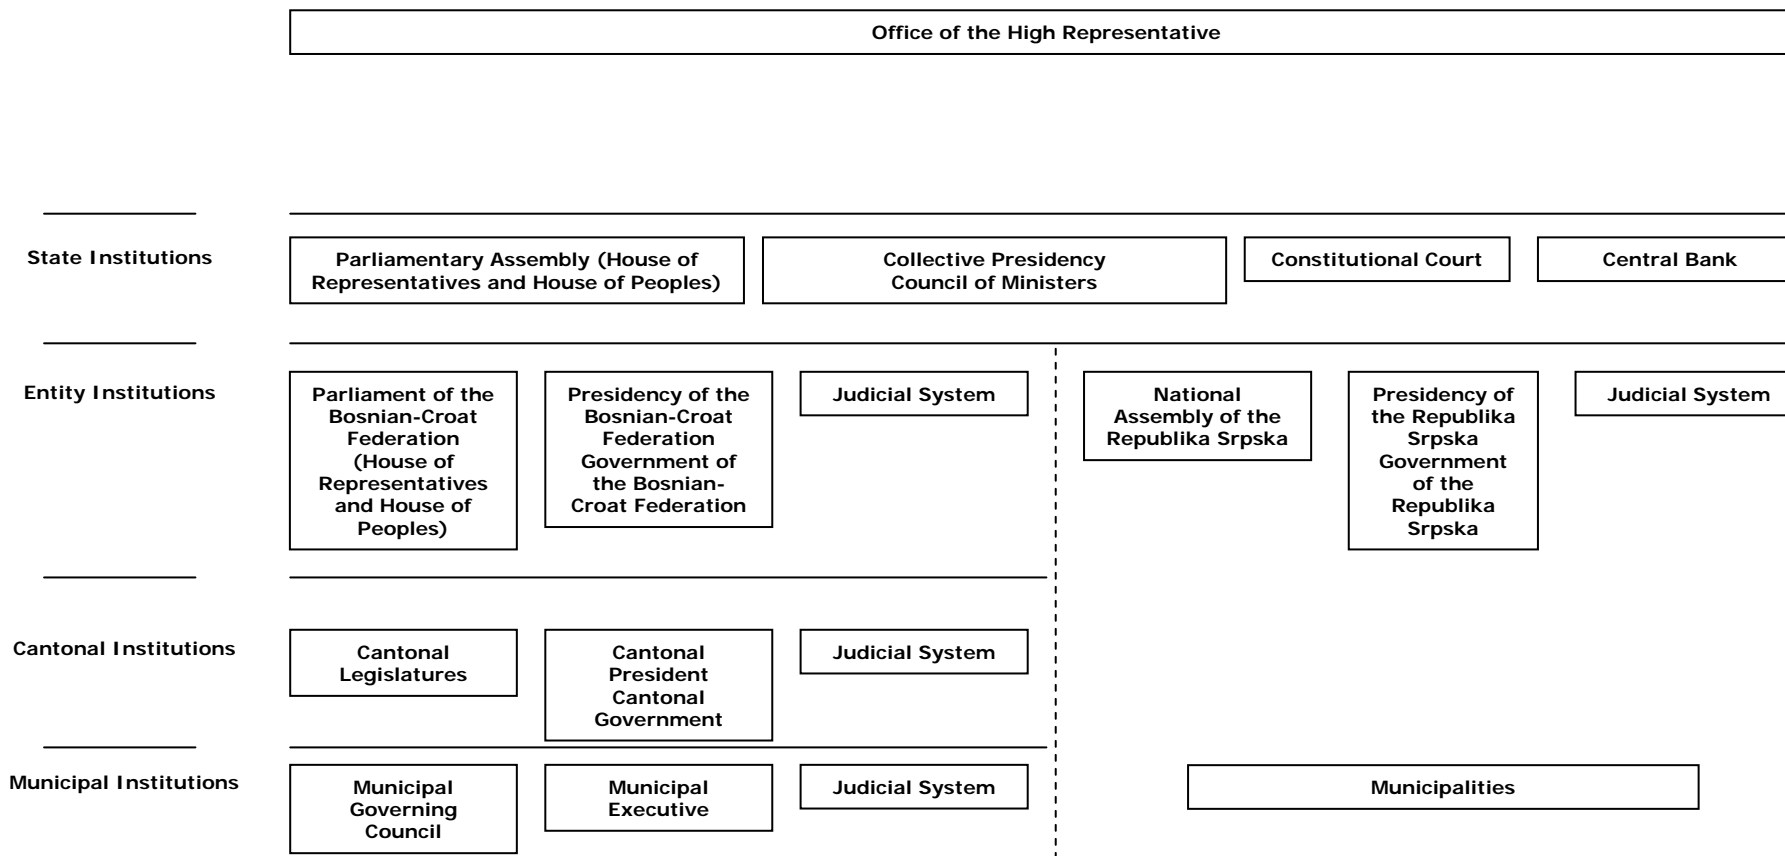 Office of the High Representative
State Institutions
Parliamentary Assembly (House of
Representatives and House of Peoples)
Collective Presidency
Council of Ministers
Constitutional Court
Central Bank
Entity Institutions
Parliament of the
Bosnian-Croat
Federation
(House of
Representatives
and House of
Peoples)
Presidency of the
Bosnian-Croat
Federation
Government of
the Bosnian-
Croat Federation
Judicial System
National
Assembly of the
Republika Srpska
Presidency of
the Republika
Srpska
Government
of the
Republika
Srpska
Judicial System
Cantonal Institutions
Cantonal
Legislatures
Cantonal
President
Cantonal
Government
Judicial System
Municipal Institutions
Municipal
Governing
Council
Municipal
Executive
Judicial System
Municipalities